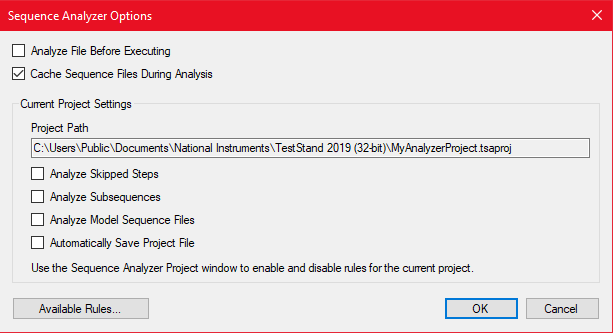 Sequence Analyzer Options
Analyze File Before Executing
Cache Sequence Files During Analysis
Current Project Settings
Project Path
C:\Users\Public\Documents\National Instruments\TestStand 2019 (32-bit)\MyAnalyzerProject.tsaproj
Analyze Skipped Steps
Analyze Subsequences
Analyze Model Sequence Files
Automatically Save Project File
Use the Sequence Analyzer Project window to enable and disable rules for the current project.
Available Rules... OK Cancel